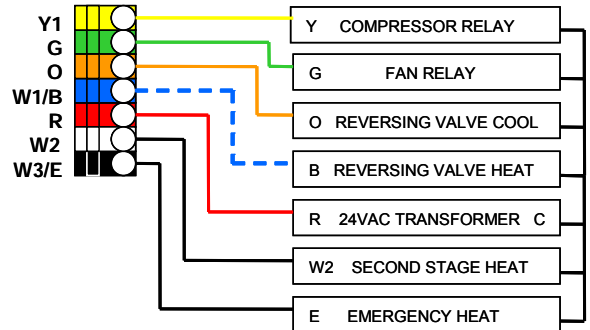 Y1
G
O
W1/B
R
W2
W3/E
Y COMPRESSOR RELAY
G FAN RELAY
O REVERSING VALVE COOL
B REVERSING VALVE HEAT
R 24VAC TRANSFORMER C
W2 SECOND STAGE HEAT
E EMERGENCY HEAT